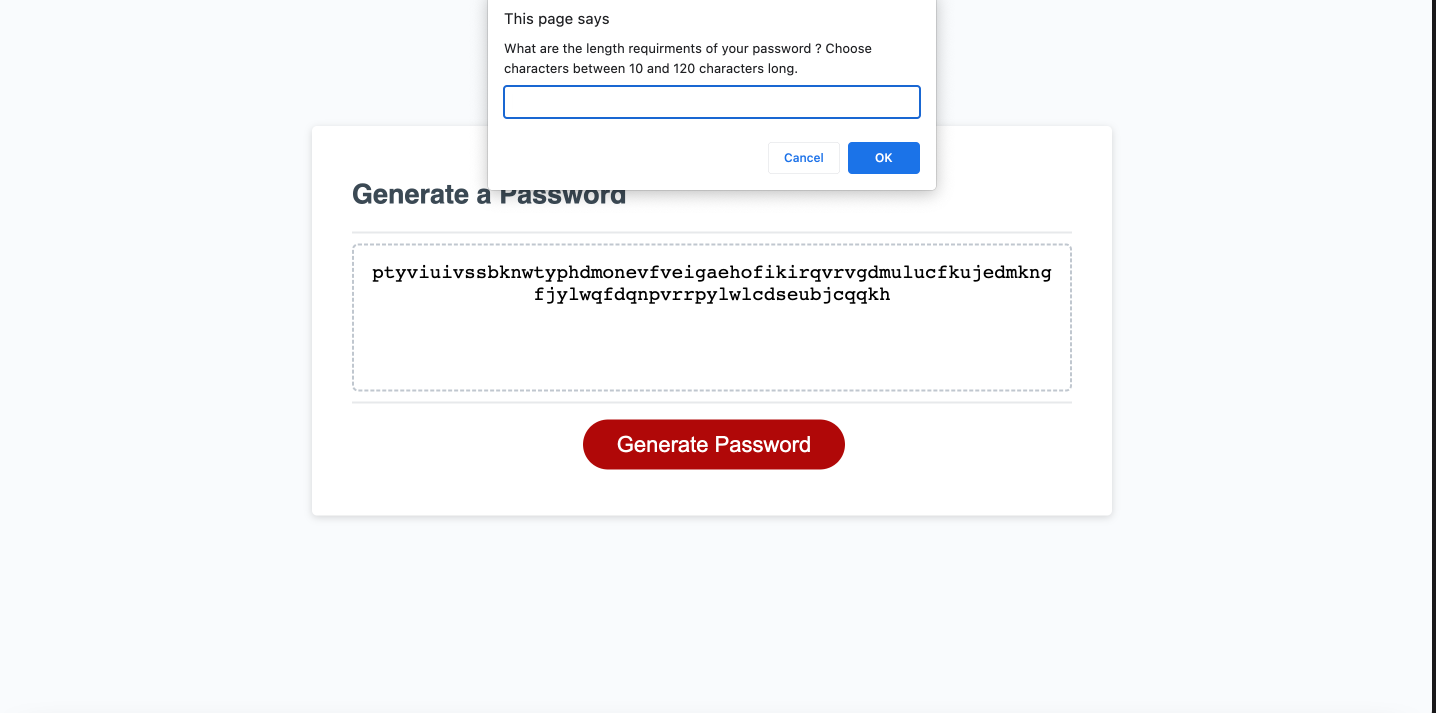 This page says
What are the length requirments of your password ? Choose
characters between 10 and 120 characters long.
Cancel
OK
Generate a Password
ptyviuivssbknwtyphdmonevfveigaehofikirqvrvgdmulucfkujedmkng
fjylwqfdqnpvrrpylwlcdseubjcqqkh
Generate Password